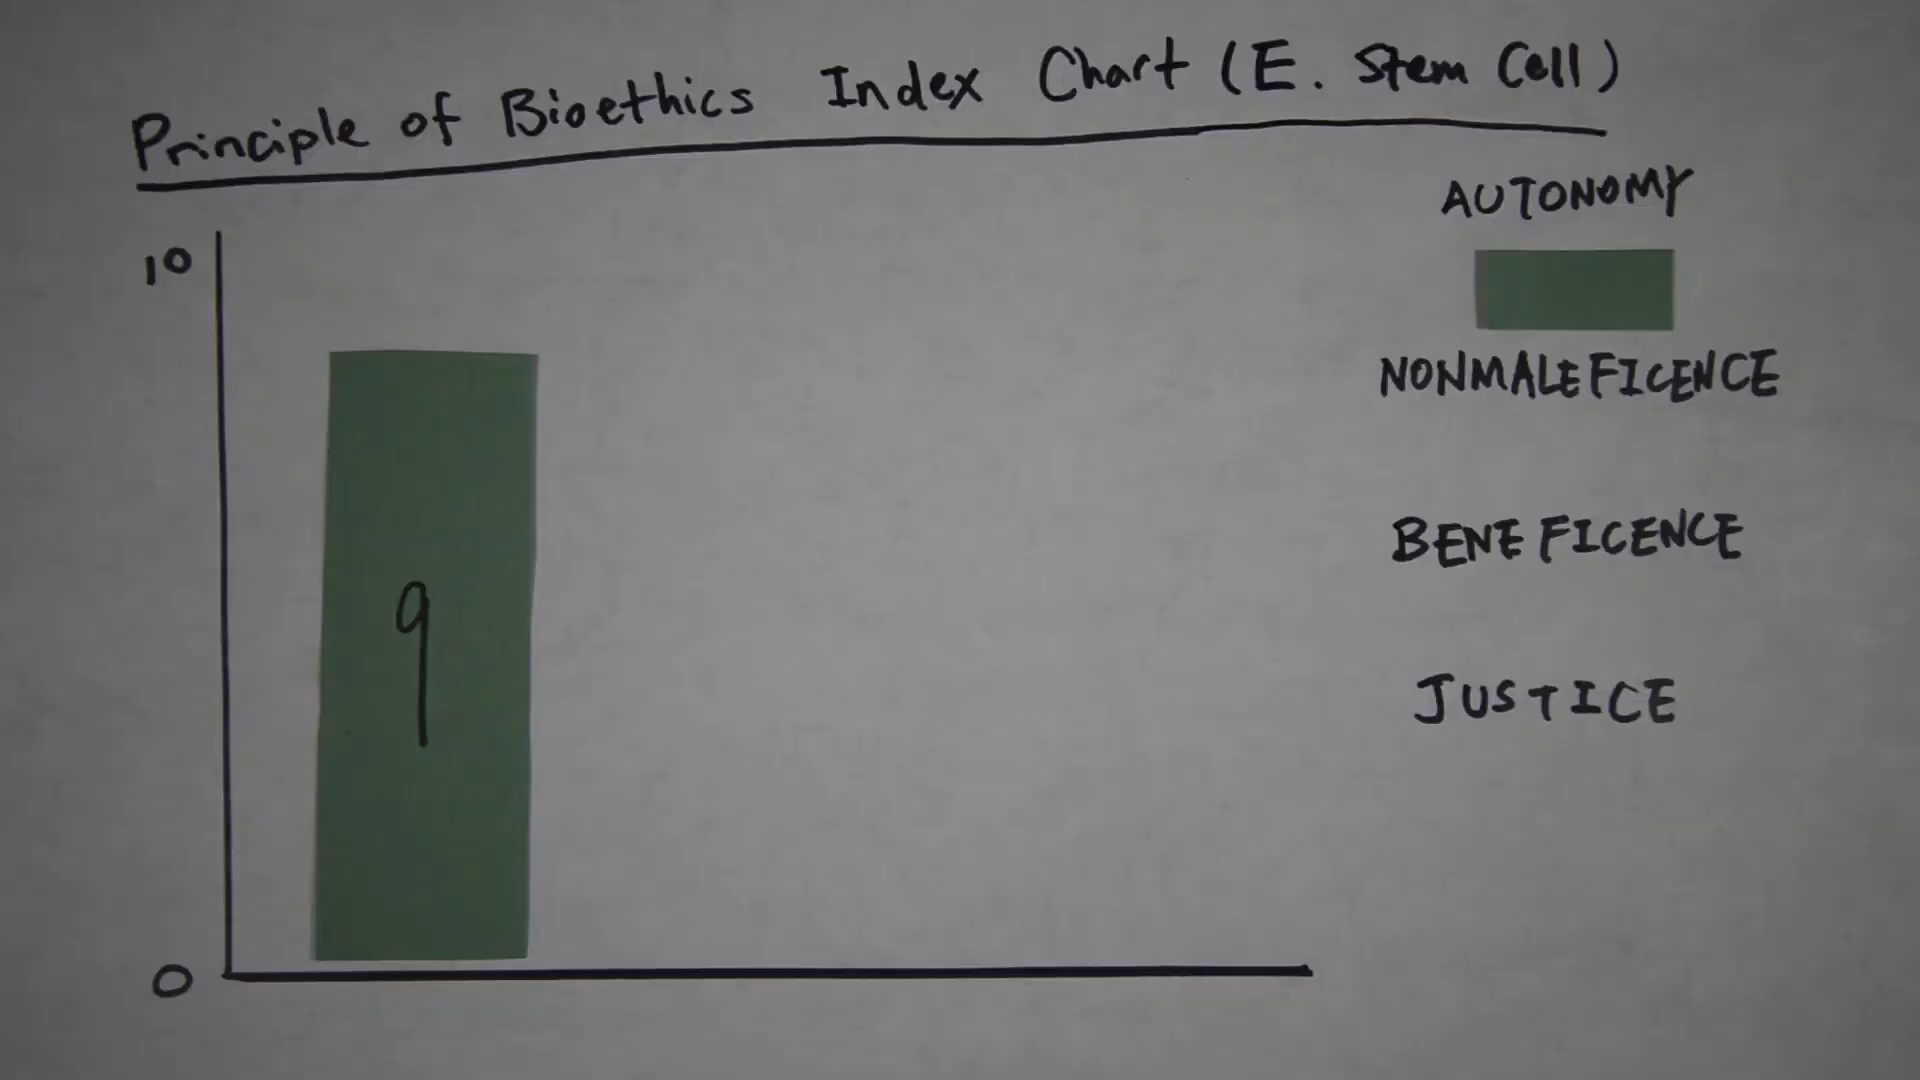 Principle of Bioethics Index Chart (E. Stem Cell)
AUTONOMY
10
NONMALEFICENCE
BENEFICENCE
9
JUSTICE
0